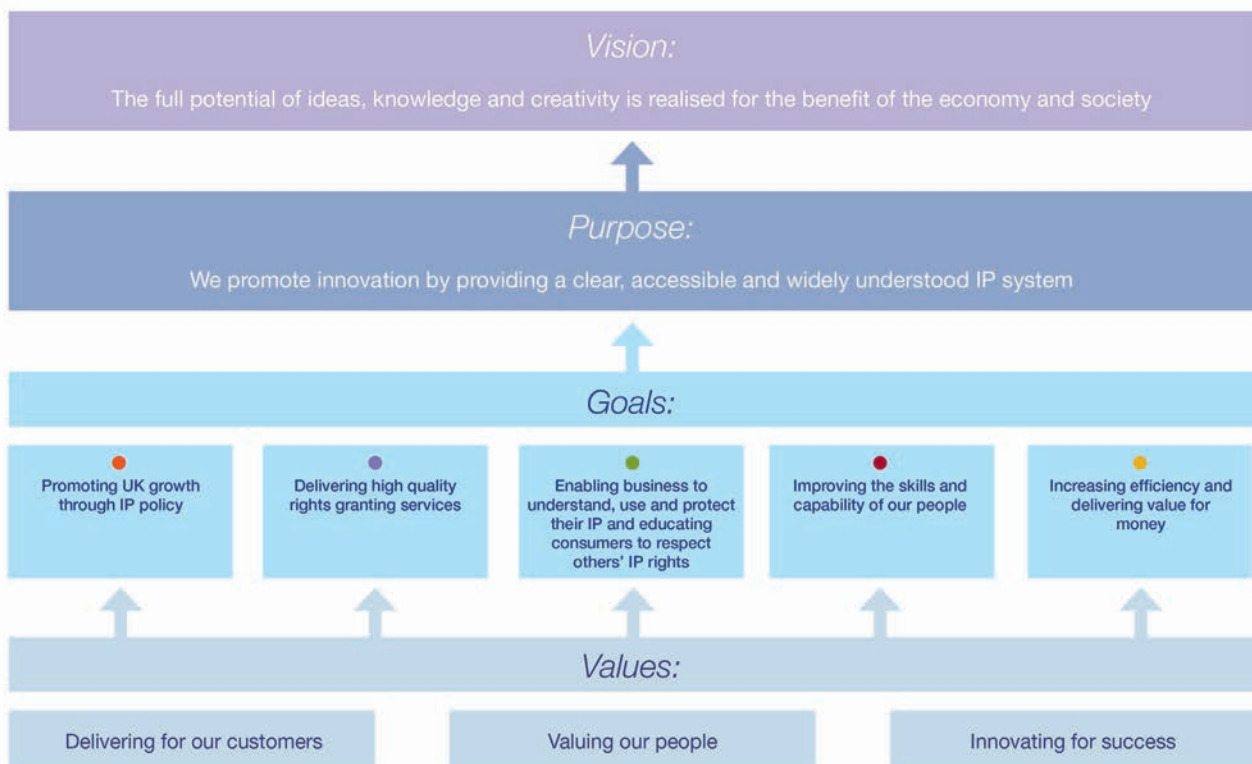 Vision:
The full potential of ideas, knowledge and creativity is realised for the benefit of the economy and society
Purpose:
We promote innovation by providing a clear, accessible and widely understood IP system
Goals:
Promoting UK growth
through IP policy
Delivering high quality
rights granting services
Enabling business to
understand, use and protect
their IP and educating
consumers to respect
others' IP rights
Improving the skills and
capability of our people
Increasing efficiency and
delivering value for
money
Values:
Delivering for our customers
Valuing our people
Innovating for success